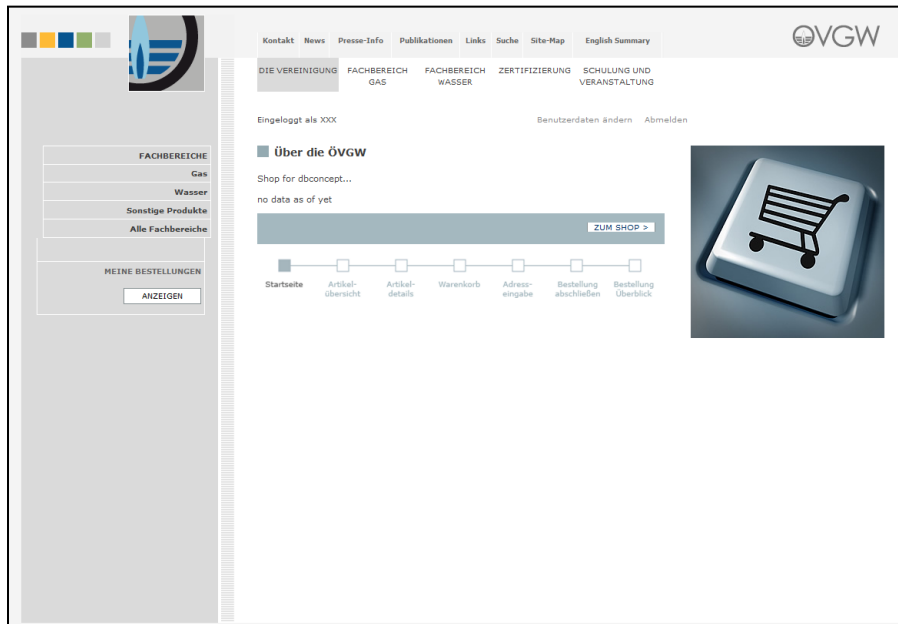 Kontakt News Presse-Info Publikationen Links Suche Site-Map English Summary
ÖVGW
DIE VEREINIGUNG FACHBEREICH GAS FACHBEREICH WASSER ZERTIFIZIERUNG SCHULUNG UND VERANSTALTUNG
Eingeloggt als XXX Benutzerdaten ändern Abmelden
FACHBEREICHE
Gas
Wasser
Sonstige Produkte
Alle Fachbereiche
MEINE BESTELLUNGEN
ANZEIGEN
Über die ÖVGW
Shop for dbconcept...
no data as of yet
ZUM SHOP >
Startseite Artikel- Artikel- Warenkorb Adress- Bestellung Bestellung
übersicht details eingabe abschließen Überblick